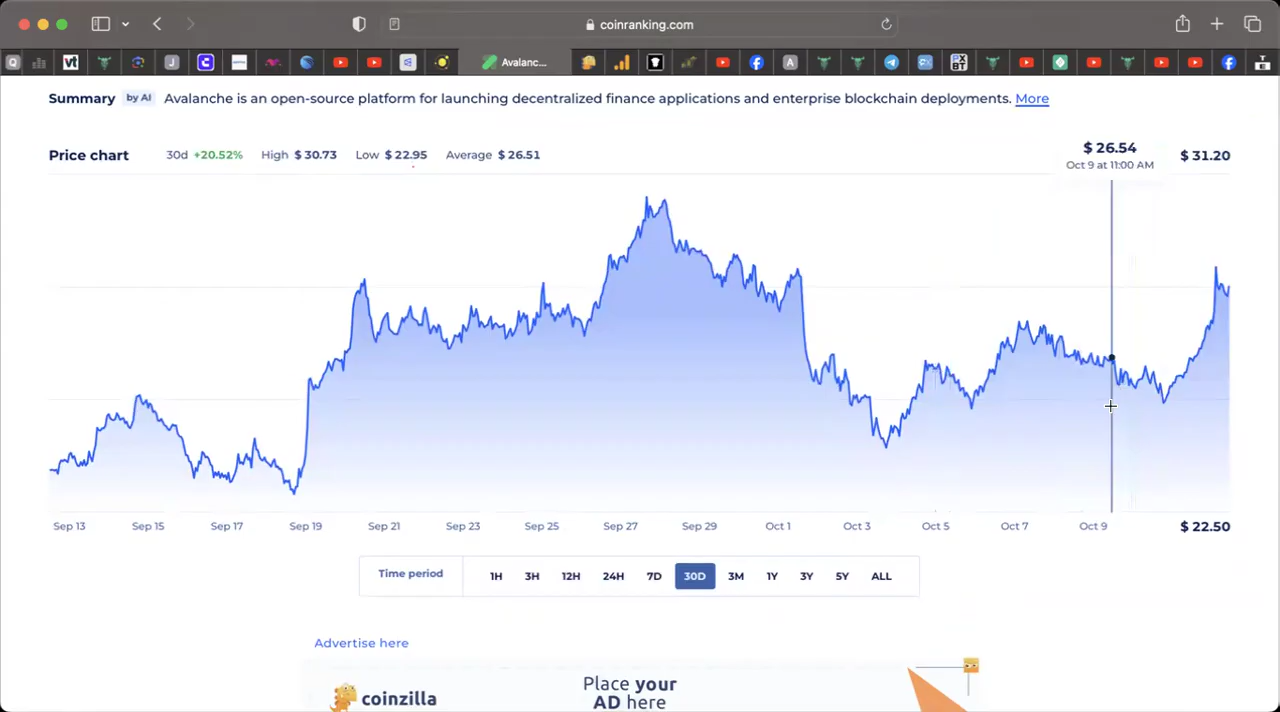 coinranking.com
vt
Avalanc...
PX
BT
Summary by AI Avalanche is an open-source platform for launching decentralized finance applications and enterprise blockchain deployments. More
Price chart 30d +20.52% High $ 30.73 Low $ 22.95 Average $ 26.51
$ 26.54
Oct 9 at 11:00 AM
$ 31.20
Sep 13 Sep 15 Sep 17 Sep 19 Sep 21 Sep 23 Sep 25 Sep 27 Sep 29 Oct 1 Oct 3 Oct 5 Oct 7 Oct 9 $ 22.50
Time period 1H 3H 12H 24H 7D 30D 3M 1Y 3Y 5Y ALL
Advertise here
coinzilla
Place your
AD here